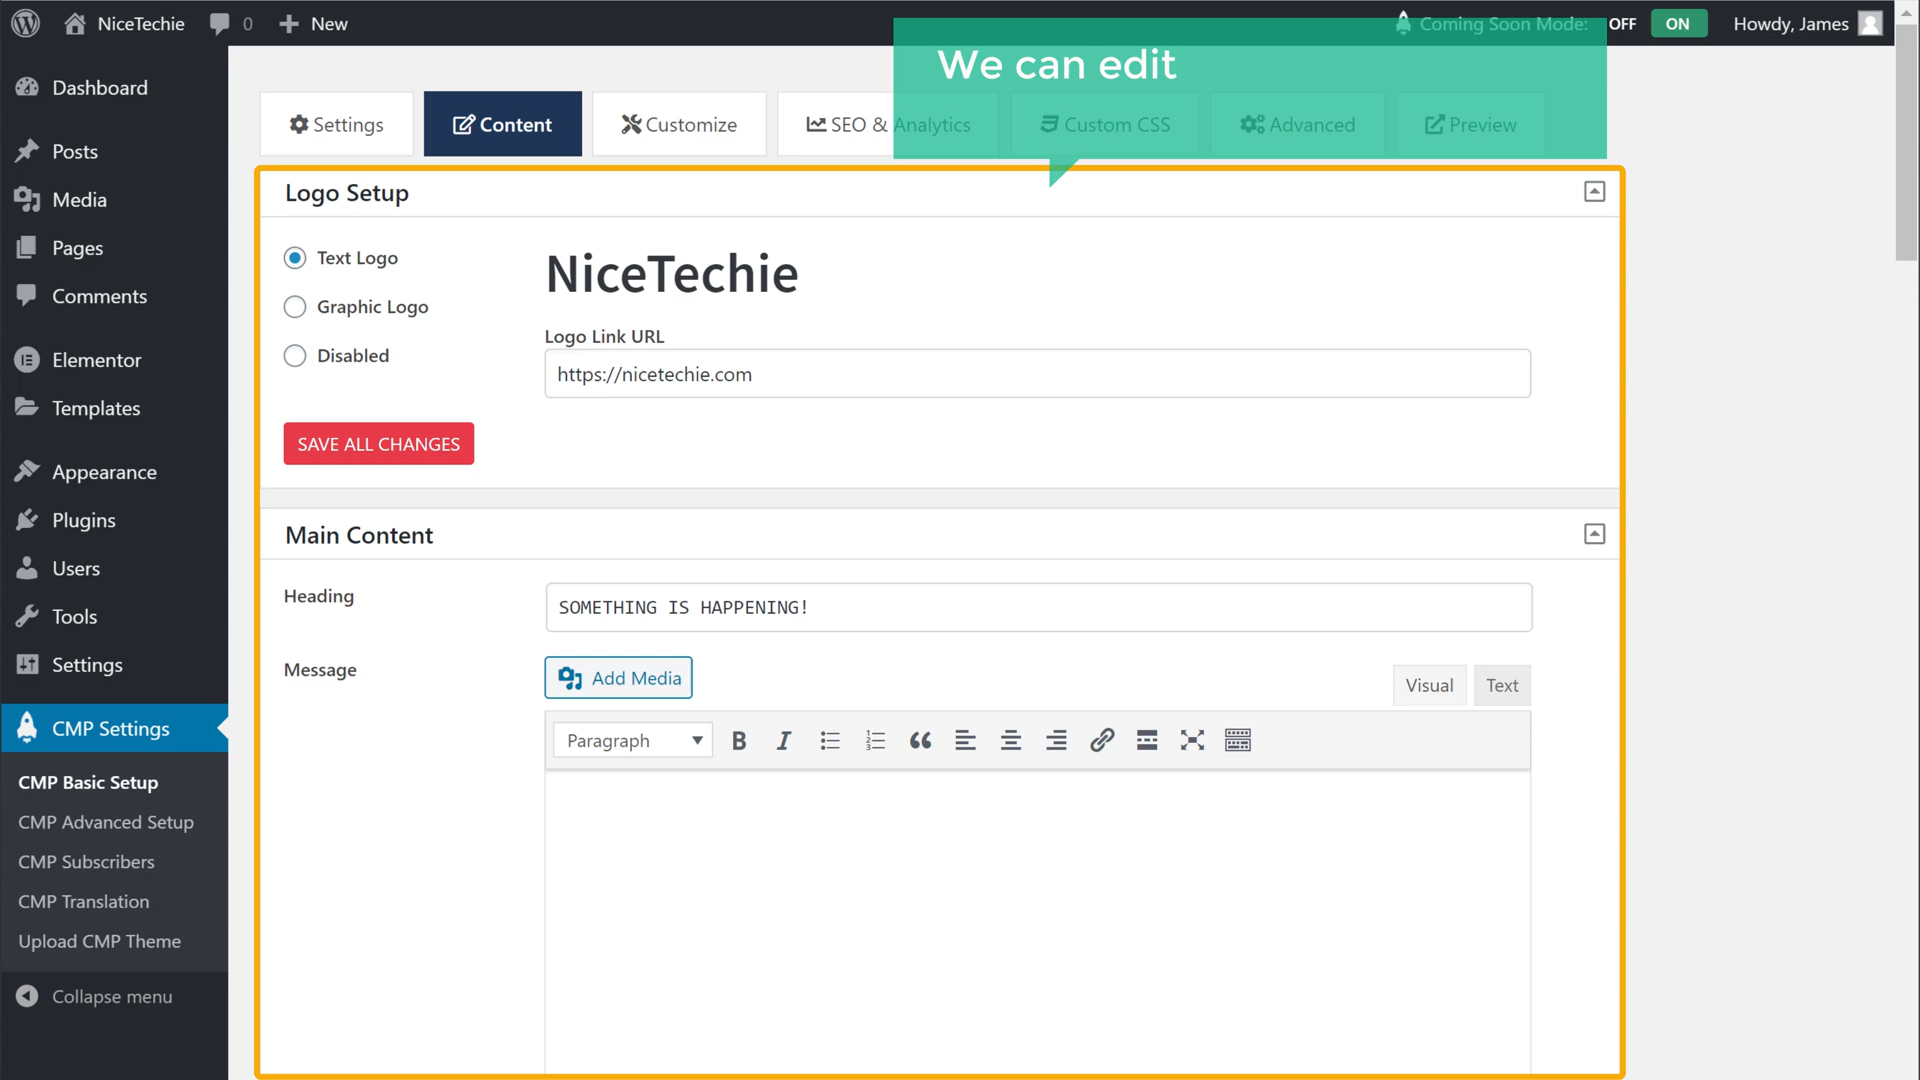 NiceTechie
0
New
Coming Soon Mode:
OFF
ON
Howdy, James
We can edit
Dashboard
Posts
Media
Pages
Comments
Elementor
Templates
Appearance
Plugins
Users
Tools
Settings
CMP Settings
CMP Basic Setup
CMP Advanced Setup
CMP Subscribers
CMP Translation
Upload CMP Theme
Collapse menu
Settings
Content
Customize
SEO & Analytics
Custom CSS
Advanced
Preview
Logo Setup
Text Logo
Graphic Logo
Disabled
NiceTechie
Logo Link URL
https://nicetechie.com
SAVE ALL CHANGES
Main Content
Heading
SOMETHING IS HAPPENING!
Message
Add Media
Visual
Text
Paragraph